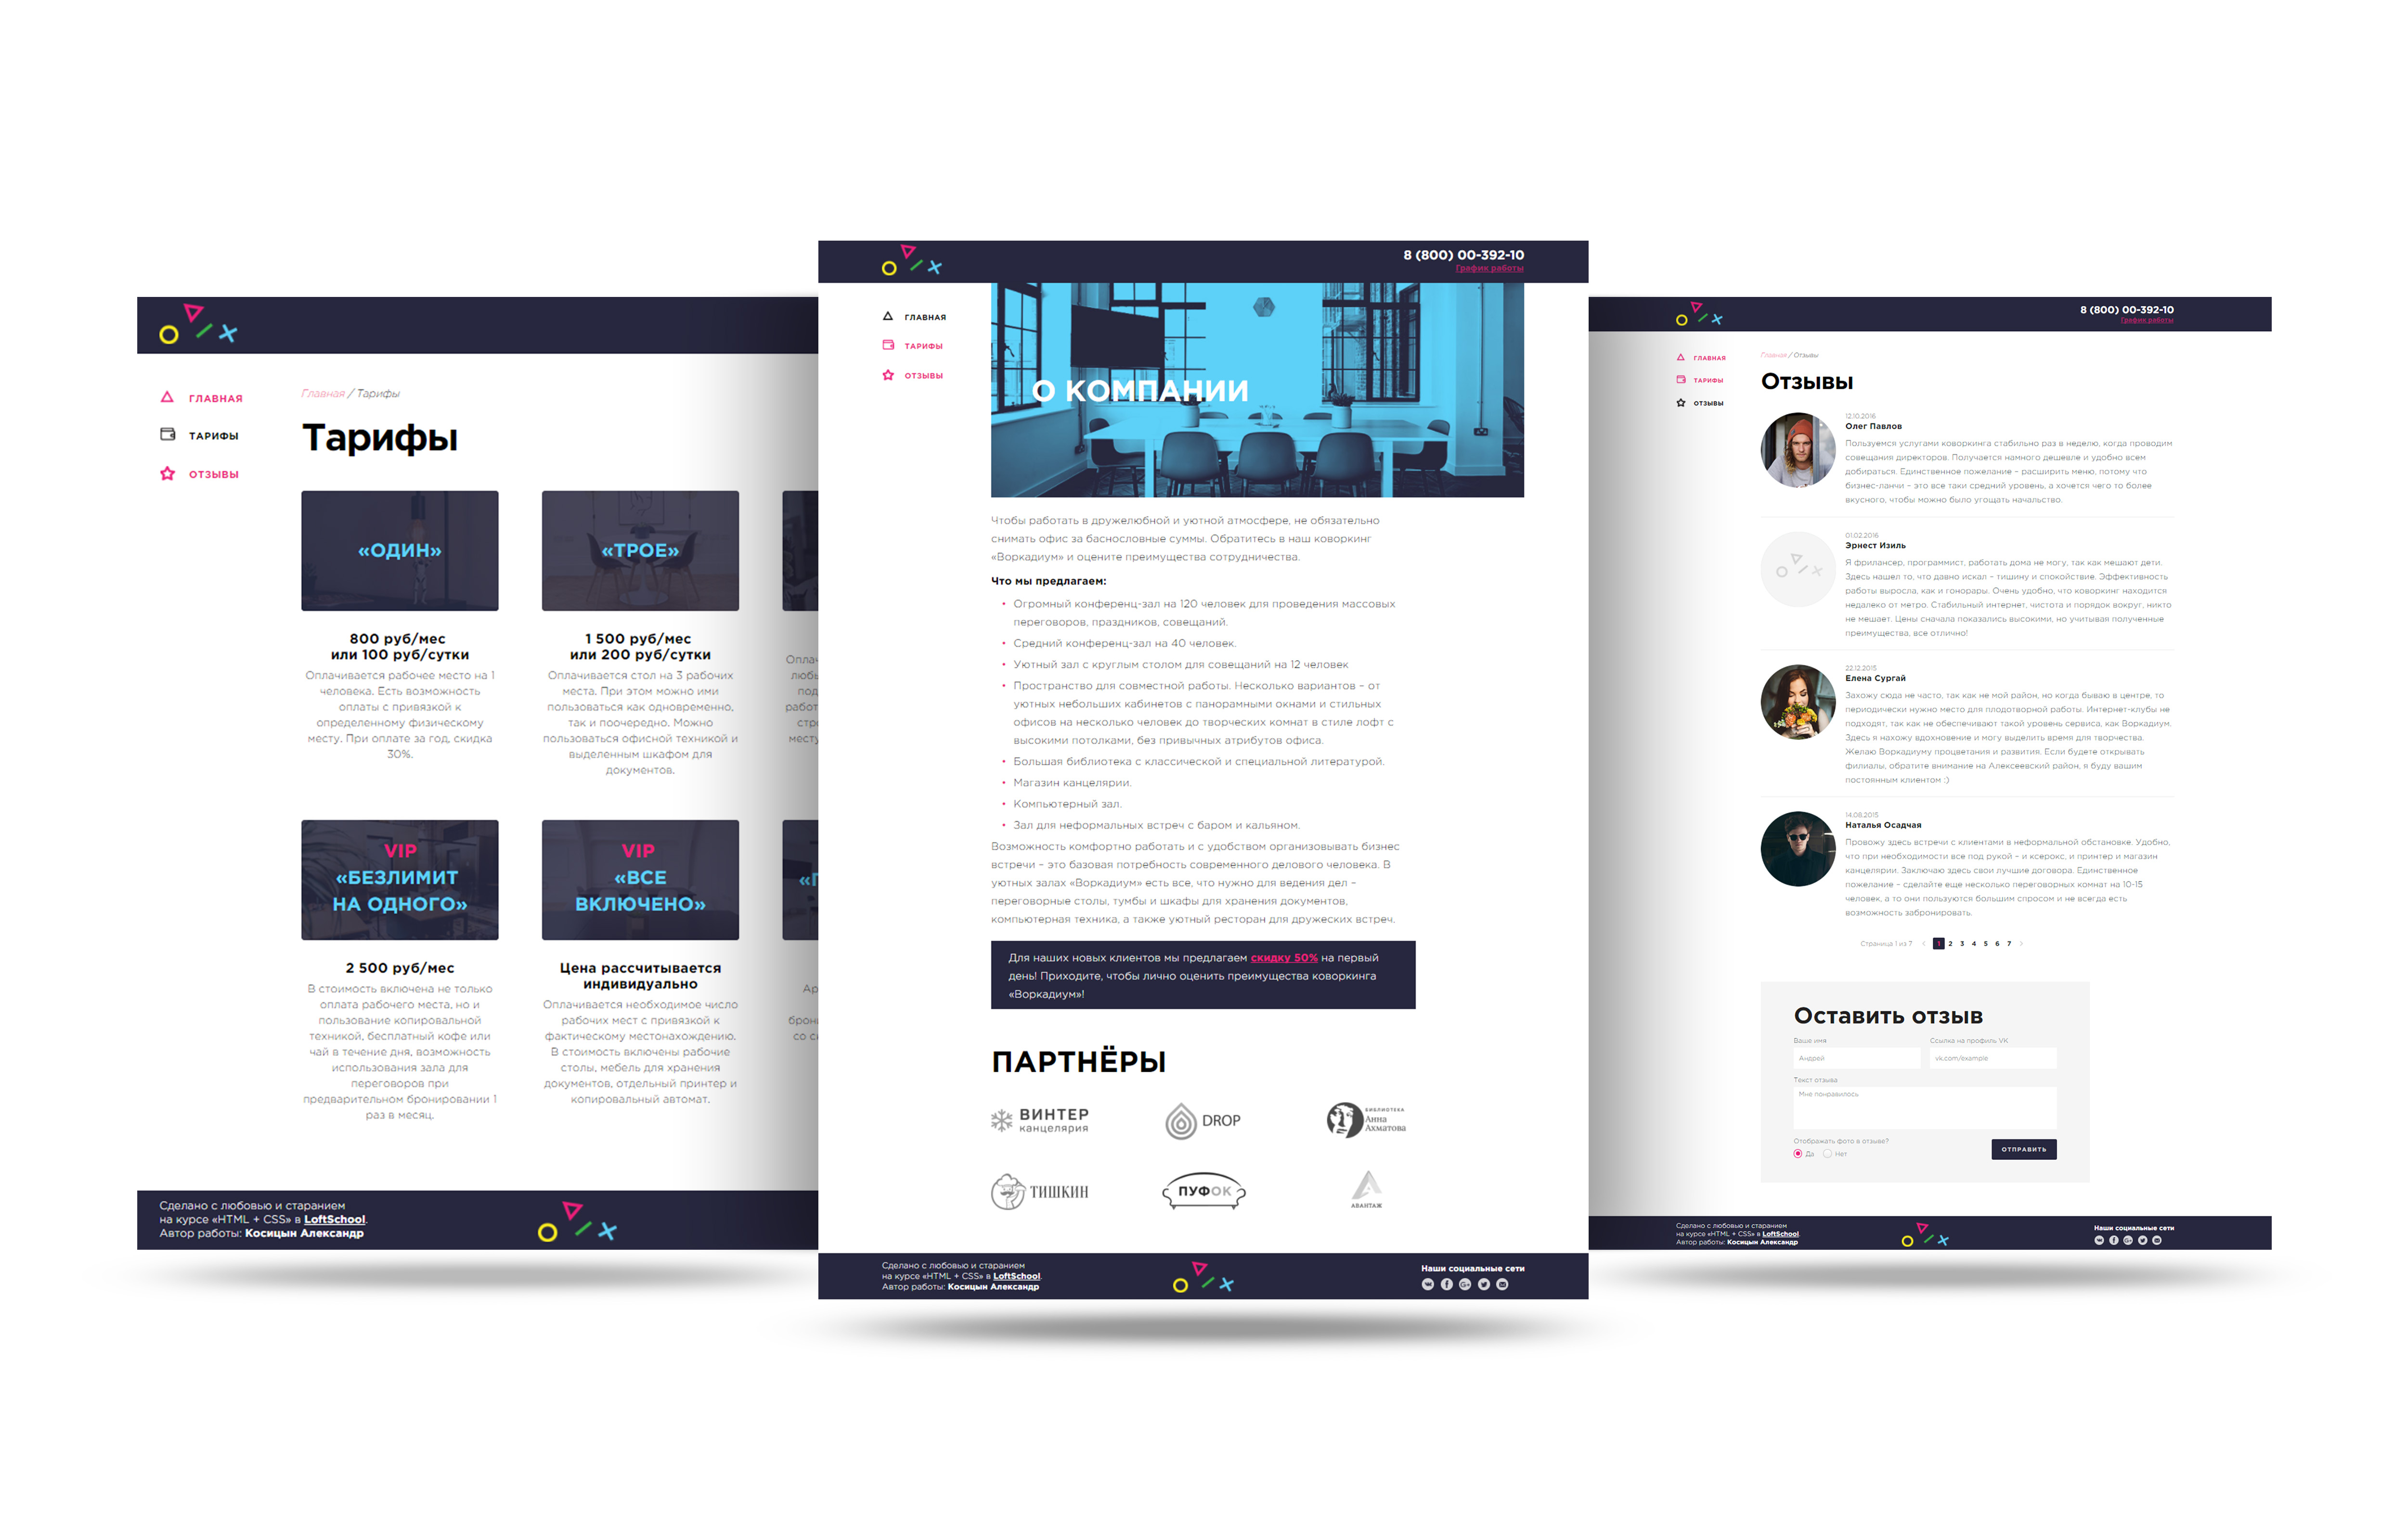 ГЛАВНАЯ
ТАРИФЫ
ОТЗЫВЫ
Главная / Тарифы
Тарифы
«ОДИН»
800 руб/мес
или 100 руб/сутки
Оплачивается рабочее место на 1
человека. Есть возможность
оплаты с привязкой к
определенному физическому
месту. При оплате за год, скидка
30%.
«ТРОЕ»
1 500 руб/мес
или 200 руб/сутки
Оплачивается стол на 3 рабочих
места. При этом можно ими
пользоваться как одновременно,
так и поочередно. Можно
пользоваться офисной техникой и
выделенным шкафом для
документов.
VIP
«БЕЗЛИМИТ
НА ОДНОГО»
2 500 руб/мес
В стоимость включена не только
оплата рабочего места, но и
пользование копировальной
техникой, бесплатный кофе или
чай в течение дня, возможность
использования зала для
переговоров при
предварительном бронировании 1
раз в месяц.
VIP
«ВСЕ
ВКЛЮЧЕНО»
Цена рассчитывается
индивидуально
Оплачивается необходимое число
рабочих мест с привязкой к
фактическому местонахождению.
В стоимость включены рабочие
столы, мебель для хранения
документов, отдельный принтер и
копировальный автомат.
Сделано с любовью и старанием
на курсе «HTML + CSS» в LoftSchool.
Автор работы: Косицын Александр
8 (800) 00-392-10
График работы
ГЛАВНАЯ
ТАРИФЫ
ОТЗЫВЫ
О КОМПАНИИ
Чтобы работать в дружелюбной и уютной атмосфере, не обязательно
снимать офис за баснословные суммы. Обратитесь в наш коворкинг
«Воркадиум» и оцените преимущества сотрудничества.
Что мы предлагаем:
• Огромный конференц-зал на 120 человек для проведения массовых
переговоров, праздников, совещаний.
• Средний конференц-зал на 40 человек.
• Уютный зал с круглым столом для совещаний на 12 человек
• Пространство для совместной работы. Несколько вариантов – от
уютных небольших кабинетов с панорамными окнами и стильных
офисов на несколько человек до творческих комнат в стиле лофт с
высокими потолками, без привычных атрибутов офиса.
• Большая библиотека с классической и специальной литературой.
• Магазин канцелярии.
• Компьютерный зал.
• Зал для неформальных встреч с баром и кальяном.
Возможность комфортно работать и с удобством организовывать бизнес
встречи – это базовая потребность современного делового человека. В
уютных залах «Воркадиум» есть все, что нужно для ведения дел –
переговорные столы, тумбы и шкафы для хранения документов,
компьютерная техника, а также уютный ресторан для дружеских встреч.
Для наших новых клиентов мы предлагаем скидку 50% на первый
день! Приходите, чтобы лично оценить преимущества коворкинга
«Воркадиум»!
ПАРТНЁРЫ
ВИНТЕР
канцелярия
DROP
БИБЛИОТЕКА
Анна
Ахматова
ТИШКИН
ПУФОК
АВАНТАЖ
Сделано с любовью и старанием
на курсе «HTML + CSS» в LoftSchool.
Автор работы: Косицын Александр
Наши социальные сети
8 (800) 00-392-10
График работы
ГЛАВНАЯ
ТАРИФЫ
ОТЗЫВЫ
Главная / Отзывы
Отзывы
12.10.2016
Олег Павлов
Пользуемся услугами коворкинга стабильно раз в неделю, когда проводим
совещания директоров. Получается намного дешевле и удобно всем
добираться. Единственное пожелание – расширить меню, потому что
бизнес-ланчи – это все таки средний уровень, а хочется чего то более
вкусного, чтобы можно было угощать начальство.
01.02.2016
Эрнест Изиль
Я фрилансер, программист, работать дома не могу, так как мешают дети.
Здесь нашел то, что давно искал – тишину и спокойствие. Эффективность
работы выросла, как и гонорары. Очень удобно, что коворкинг находится
недалеко от метро. Стабильный интернет, чистота и порядок вокруг, никто
не мешает. Цены сначала показались высокими, но учитывая полученные
преимущества, все отлично!
22.12.2015
Елена Сургай
Захожу сюда не часто, так как не мой район, но когда бываю в центре, то
периодически нужно место для плодотворной работы. Интернет-клубы не
подходят, так как не обеспечивают такой уровень сервиса, как Воркадиум.
Здесь я нахожу вдохновение и могу выделить время для творчества.
Желаю Воркадиуму процветания и развития. Если будете открывать
филиалы, обратите внимание на Алексеевский район, я буду вашим
постоянным клиентом :)
14.08.2015
Наталья Осадчая
Провожу здесь встречи с клиентами в неформальной обстановке. Удобно,
что при необходимости все под рукой – и ксерокс, и принтер и магазин
канцелярии. Заключаю здесь свои лучшие договора. Единственное
пожелание – сделайте еще несколько переговорных комнат на 10-15
человек, а то они пользуются большим спросом и не всегда есть
возможность забронировать.
Страница 1 из 7 < 1 2 3 4 5 6 7 >
Оставить отзыв
Ваше имя
Ссылка на профиль VK
Андрей
vk.com/example
Текст отзыва
Мне понравилось
Отображать фото в отзыве?
Да Нет
ОТПРАВИТЬ
Сделано с любовью и старанием
на курсе «HTML + CSS» в LoftSchool.
Автор работы: Косицын Александр
Наши социальные сети